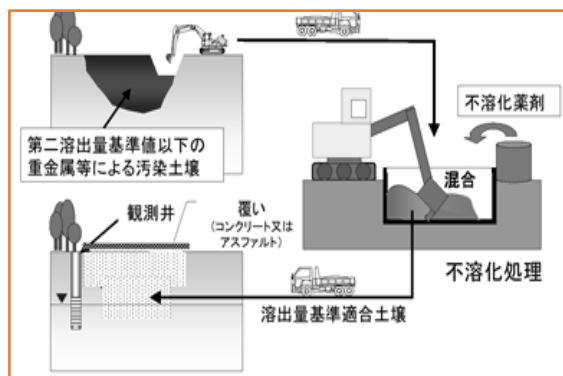 第二溶出量基準値以下の
重金属等による汚染土壌
不溶化薬剤
混合
不溶化処理
観測井
覆い
(コンクリート又は
アスファルト)
溶出量基準適合土壌